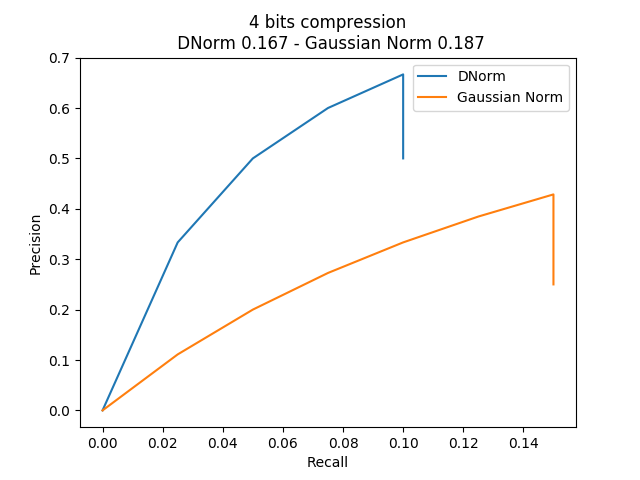 4 bits compression
DNorm 0.167 - Gaussian Norm 0.187
DNorm
Gaussian Norm
Precision
0.7
0.6
0.5
0.4
0.3
0.2
0.1
0.0
0.00 0.02 0.04 0.06 0.08 0.10 0.12 0.14
Recall